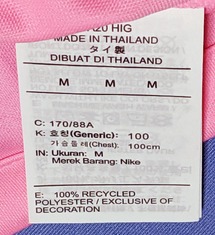 HIG
MADE IN THAILAND
タイ製
DIBUAT DI THAILAND
M M M
C: 170/88A
K: 호칭(Generic): 100
가슴둘레(Chest): 100cm
IN: Ukuran: M
Merek Barang: Nike
E: 100% RECYCLED
POLYESTER / EXCLUSIVE OF
DECORATION